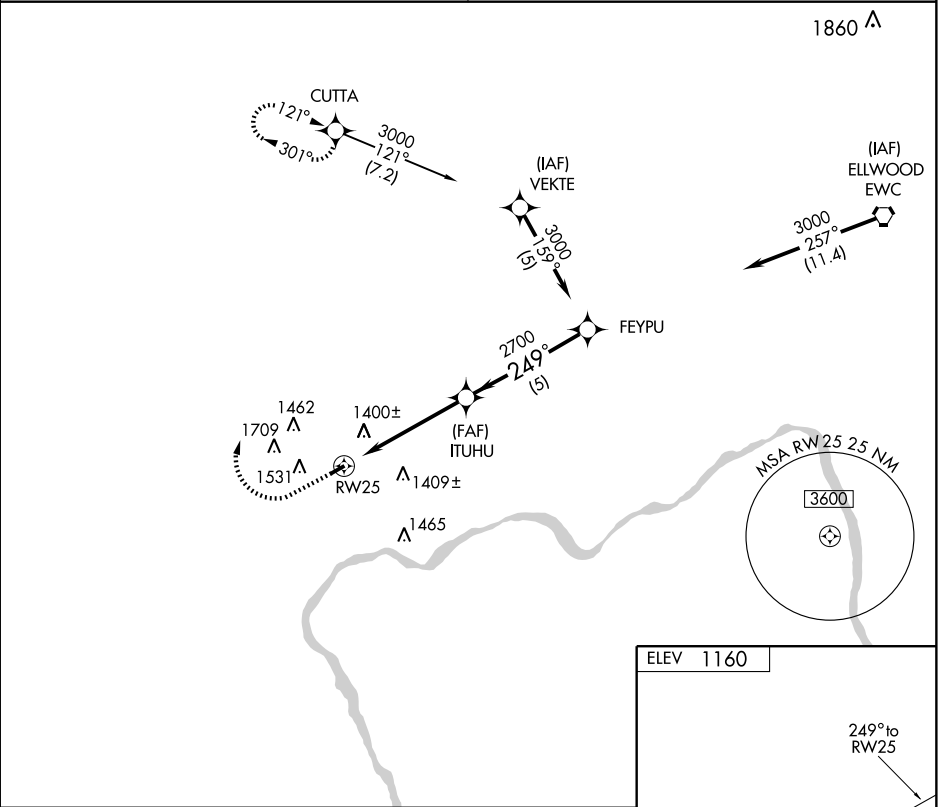 1860
CUTTA
121°
301°
3000
121°
(7.2)
(IAF)
VEKTE
(IAF)
ELLWOOD
EWC
3000
257°
(11.4)
3000
159°
(5)
FEYPU
2700
249°
(5)
(FAF)
ITUHU
1462
1709
1531
1400±
RW25
1409±
1465
MSA RW 25 25 NM
3600
ELEV 1160
249° to
RW25